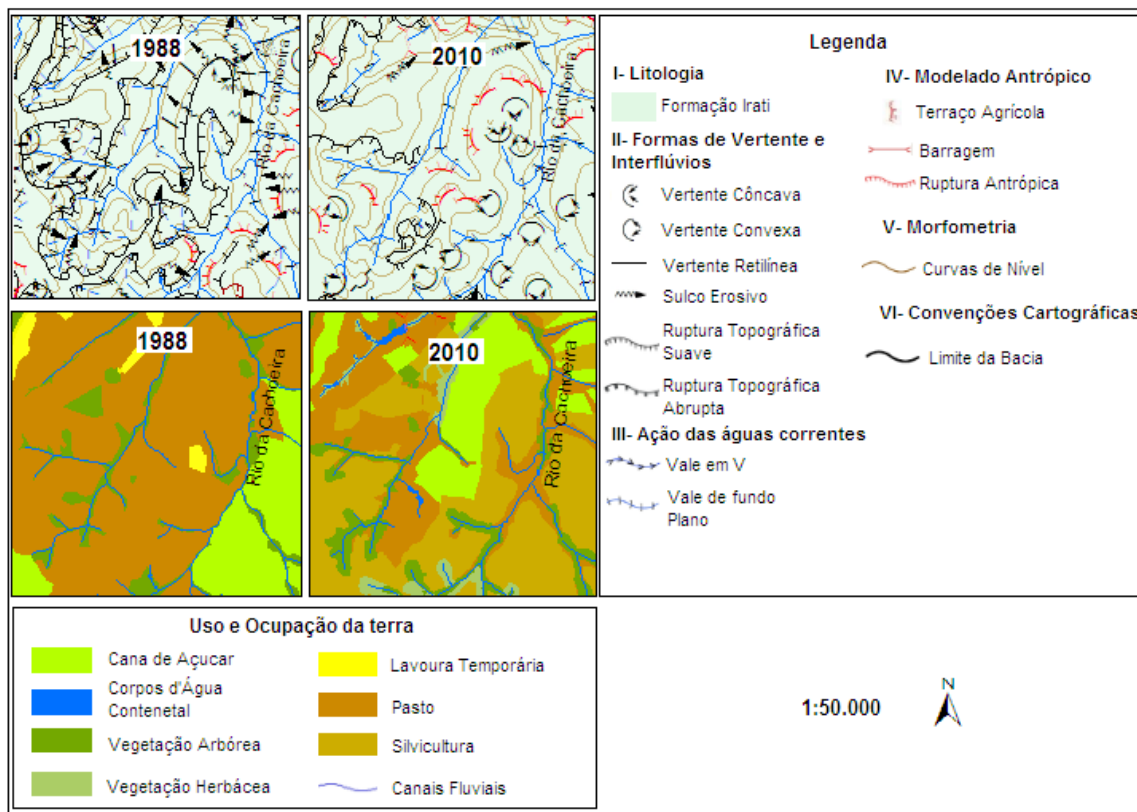 1988
Rio da Cachoeira
2010
Rio da Cachoeira
1988
Rio da Cachoeira
2010
Rio da Cachoeira
Legenda
I- Litologia
Formação Irati
II- Formas de Vertente e
Interflúvios
Vertente Côncava
Vertente Convexa
Vertente Retilínea
Sulco Erosivo
Ruptura Topográfica
Suave
Ruptura Topográfica
Abrupta
III- Ação das águas correntes
Vale em V
Vale de fundo
Plano
IV- Modelado Antrópico
Terraço Agrícola
Barragem
Ruptura Antrópica
V- Morfometria
Curvas de Nível
VI- Convenções Cartográficas
Limite da Bacia
Uso e Ocupação da terra
Cana de Açucar
Corpos d'Água
Contenetal
Vegetação Arbórea
Vegetação Herbácea
Lavoura Temporária
Pasto
Silvicultura
Canais Fluviais
1:50.000
N